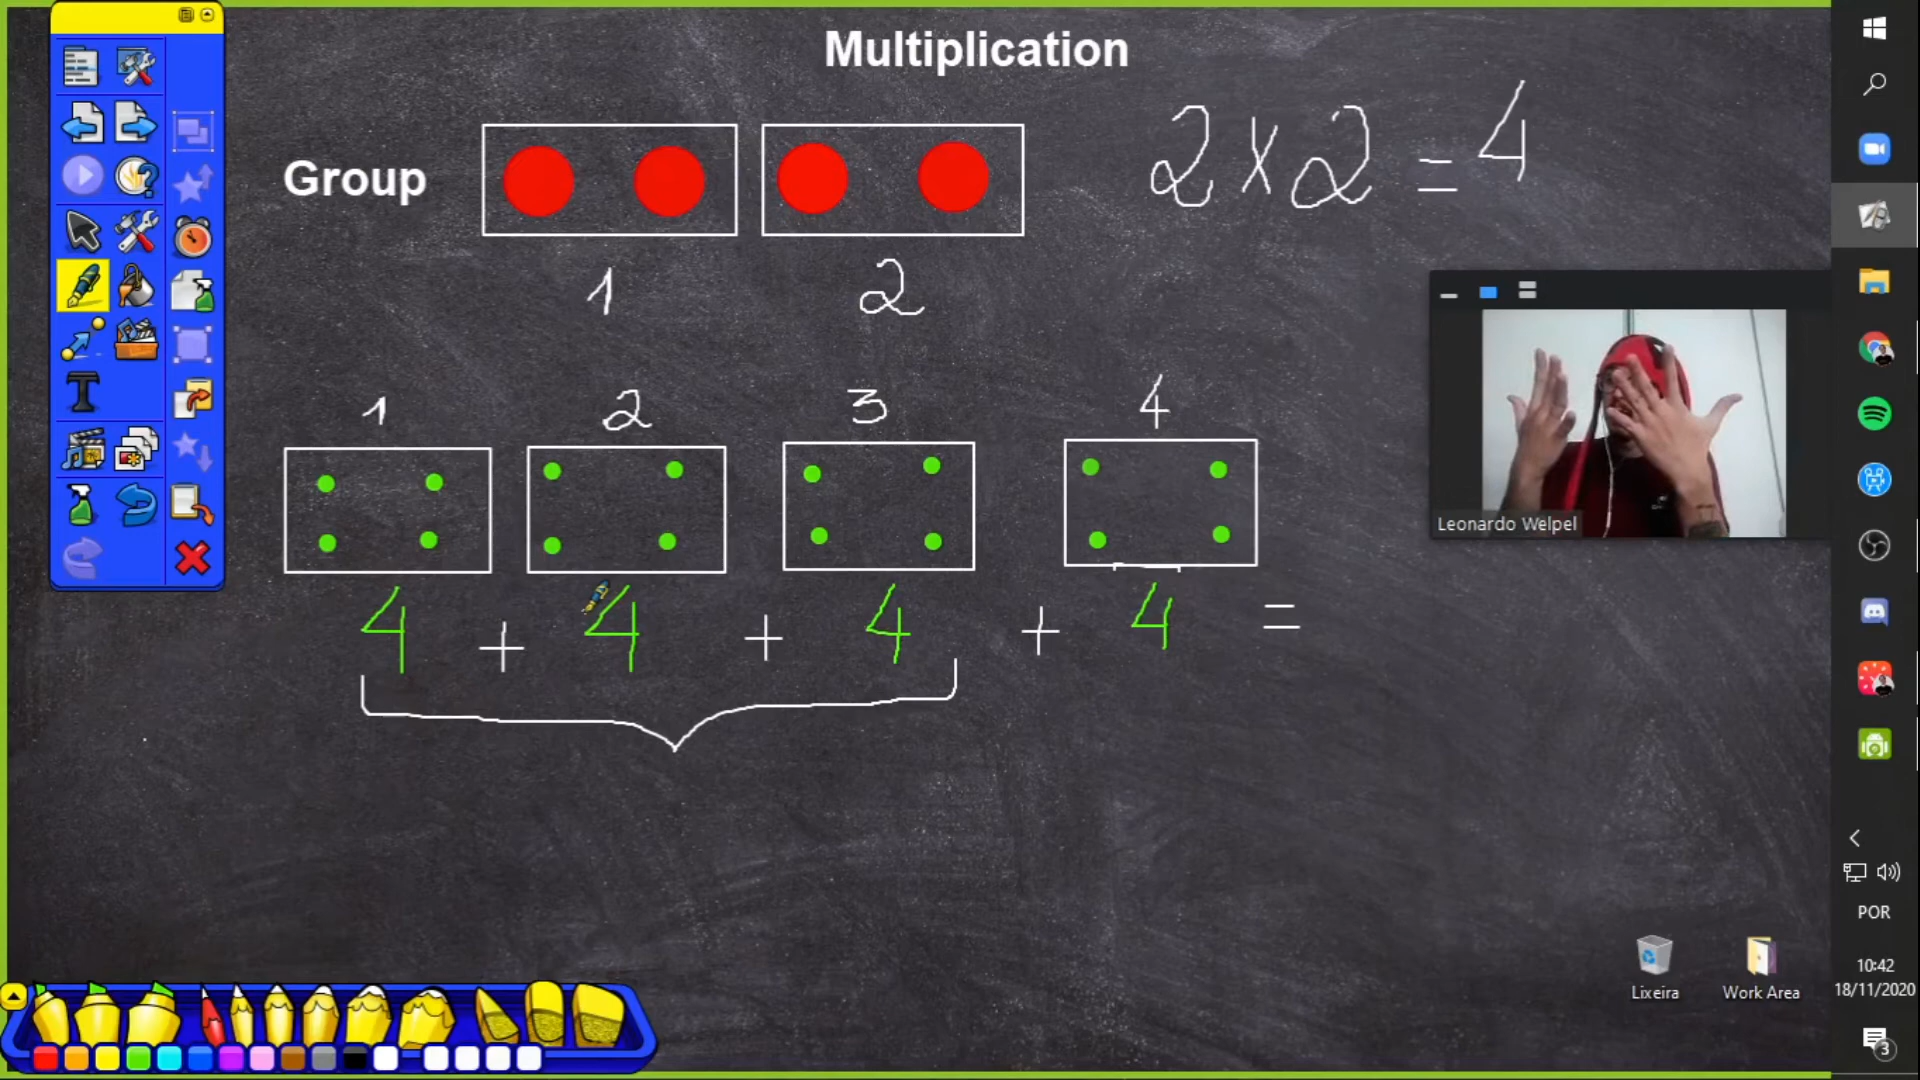 Multiplication
Group
2 x 2 = 4
1 2
1 2 3 4
4 + 4 + 4 + 4 =
Leonardo Welpel
Lixeira
Work Area
POR
10:42
18/11/2020
3